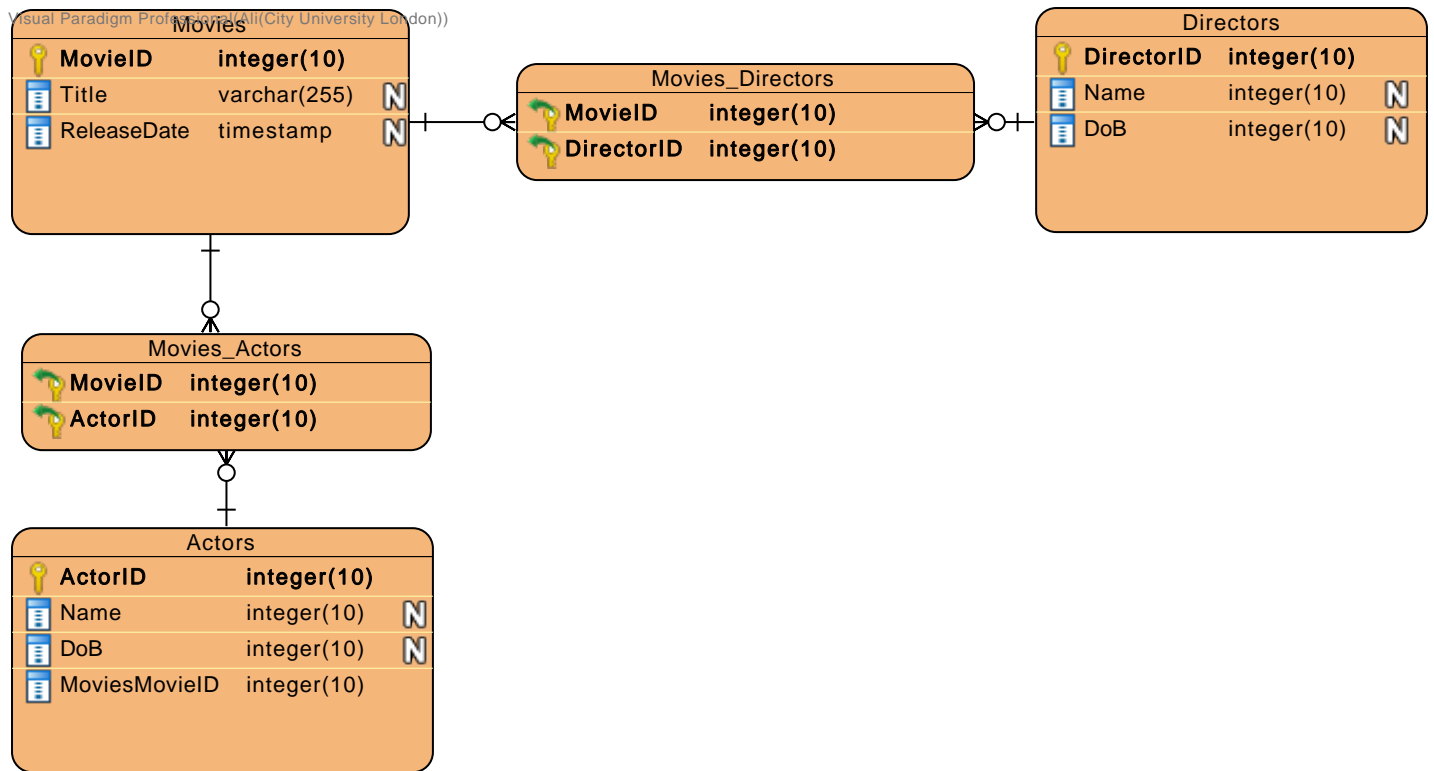 Visual Paradigm Professional(Ali(City University London))
Movies
MovieID integer(10)
Title varchar(255) N
ReleaseDate timestamp N
Movies_Directors
MovieID integer(10)
DirectorID integer(10)
Directors
DirectorID integer(10)
Name integer(10) N
DoB integer(10) N
Movies_Actors
MovieID integer(10)
ActorID integer(10)
Actors
ActorID integer(10)
Name integer(10) N
DoB integer(10) N
MoviesMovieID integer(10)